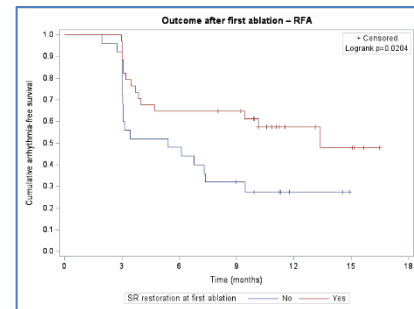 Outcome after first ablation – RFA
+ Censored
Logrank p=0.0204
Cumulative arrhythmia-free survival
1.0
0.9
0.8
0.7
0.6
0.5
0.4
0.3
0.2
0.1
0.0
0 3 6 9 12 15 18
Time (months)
SR restoration at first ablation No Yes